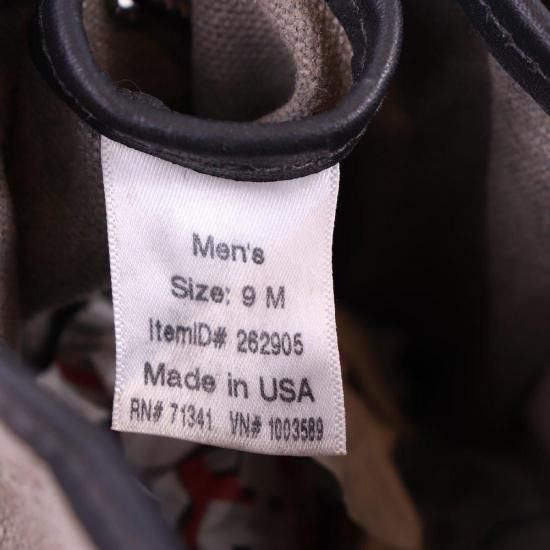 Men's
Size: 9 M
ItemID# 262905
Made in USA
RN# 71341 VN# 1003589